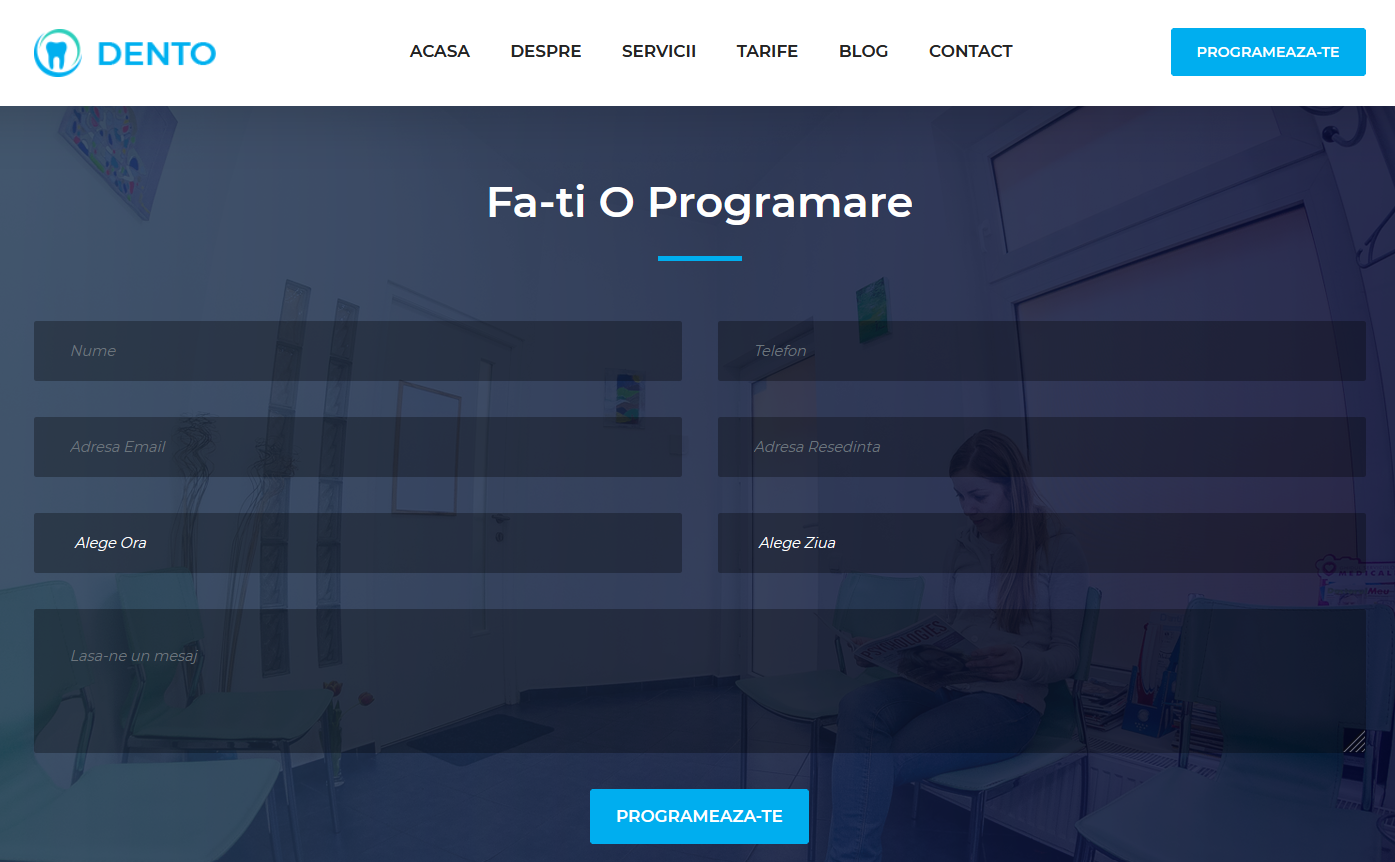 DENTO
ACASA DESPRE SERVICII TARIFE BLOG CONTACT
PROGRAMEAZA-TE
Fa-ti O Programare
Nume
Telefon
Adresa Email
Adresa Resedinta
Alege Ora
Alege Ziua
MEDICAL
Lasa-ne un mesaj
PROGRAMEAZA-TE